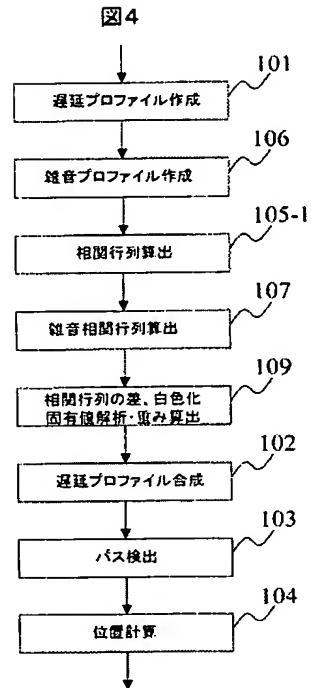 図4
101
遅延プロファイル作成
106
雑音プロファイル作成
105-1
相関行列算出
107
雑音相関行列算出
109
相関行列の差、白色化
固有値解析・重み算出
102
遅延プロファイル合成
103
パス検出
104
位置計算